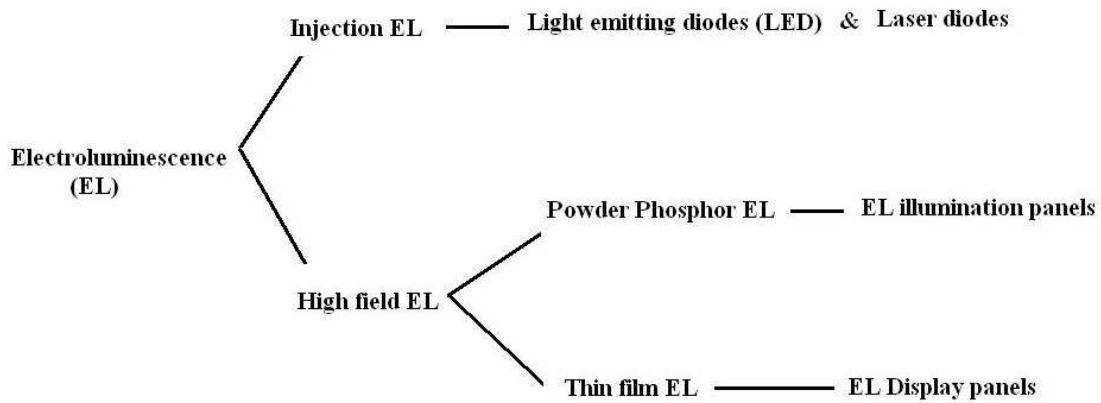 Injection EL
Light emitting diodes (LED) & Laser diodes
Electroluminescence
(EL)
Powder Phosphor EL
EL illumination panels
High field EL
Thin film EL
EL Display panels